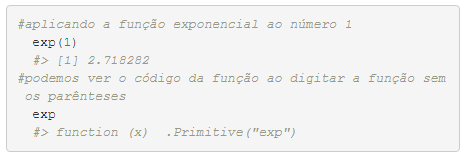 #aplicando a função exponencial ao número 1
exp(1)
#> [1] 2.718282
#podemos ver o código da função ao digitar a função sem
os parênteses
exp
#> function (x)  .Primitive("exp")